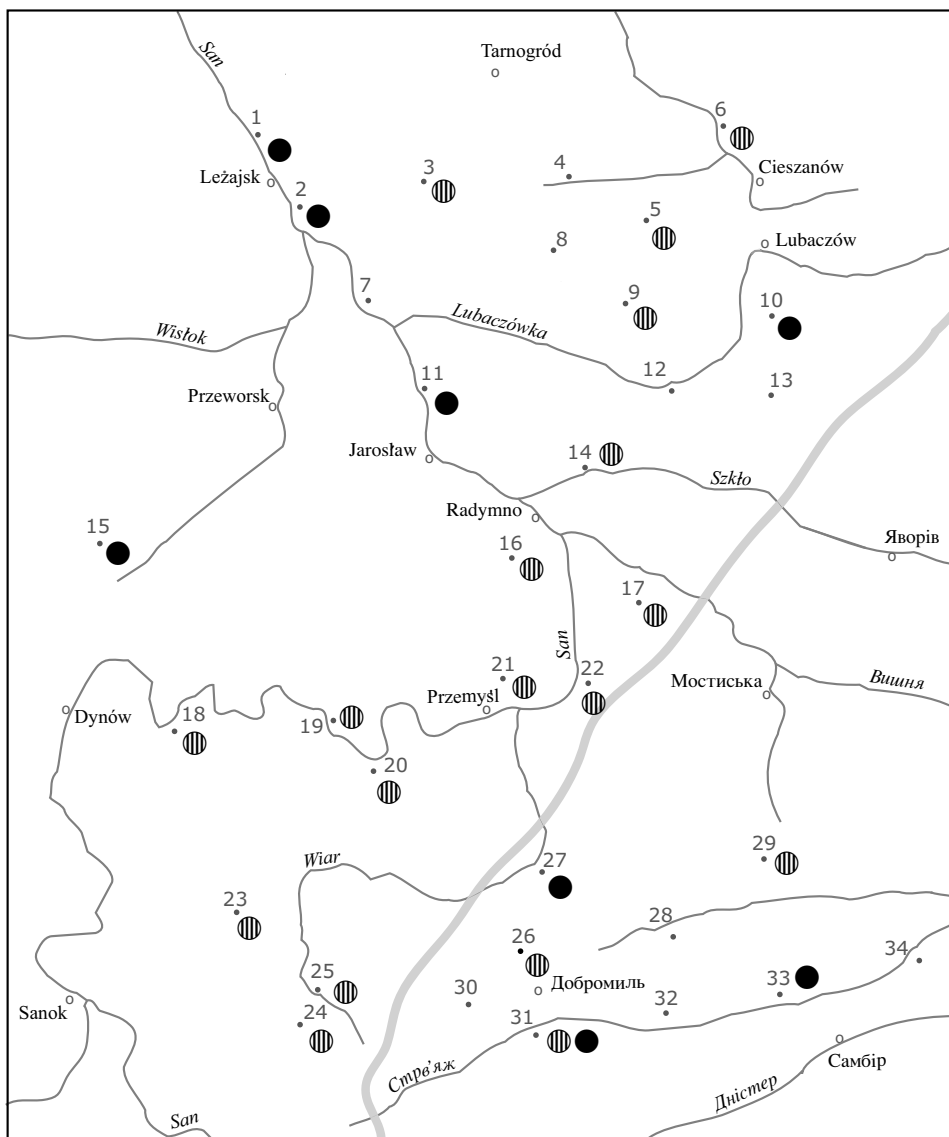 San
Tarnogród
1
6
3
4
Cieszanów
Leżajsk
2
5
Lubaczów
8
7
9
10
Lubaczówka
Wisłok
11
12
13
Przeworsk
Jarosław
14
Szkło
Radymno
15
16
Яворів
17
San
21
22
Мостиська
Вишня
Przemyśl
Dynów
18
19
20
Wiar
27
29
23
28
26
34
25
30
Добромиль
33
Sanok
24
31
32
Стрв'яж
Самбір
Дністер
San